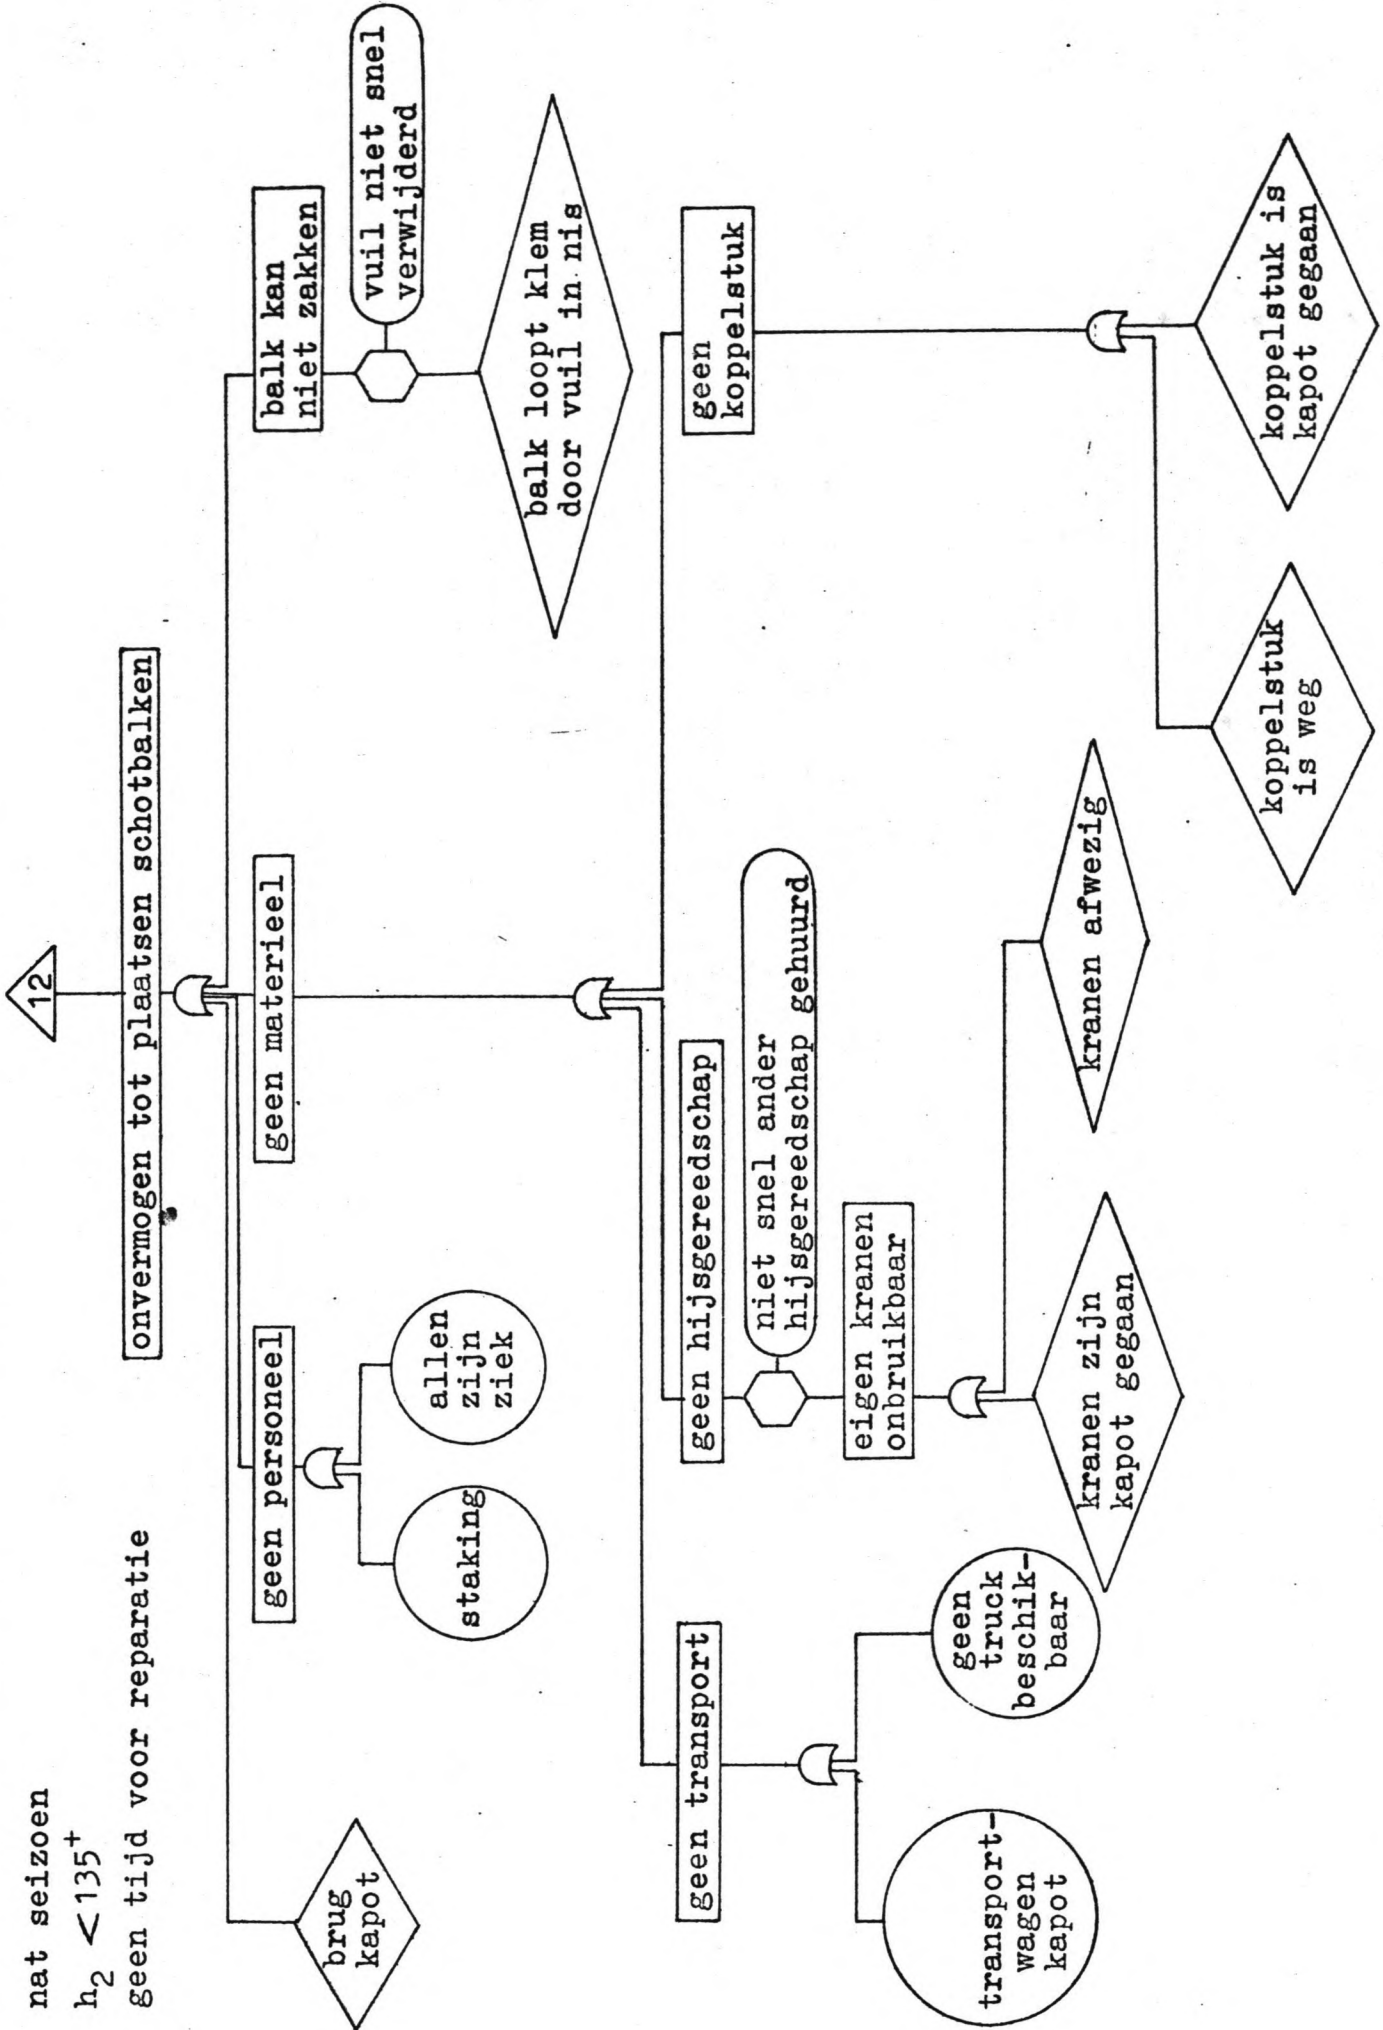 nat seizoen
h₂ <135⁺
geen tijd voor reparatie
12
onvermogen tot plaatsen schotbalken
brug
kapot
geen personeel
staking
allen
zijn
ziek
geen materieel
balk kan
niet zakken
vuil niet snel
verwijderd
balk loopt klem
door vuil in nis
geen transport
transport-
wagen
kapot
geen
truck
beschik-
baar
geen hijsgereedschap
niet snel ander
hijsgereedschap gehuurd
eigen kranen
onbruikbaar
kranen zijn
kapot gegaan
kranen afwezig
geen
koppelstuk
koppelstuk
is weg
koppelstuk is
kapot gegaan